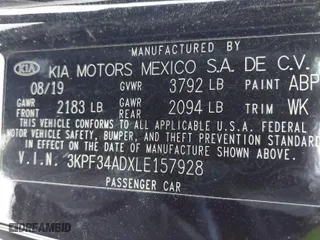 MANUFACTURED BY
KIA KIA MOTORS MEXICO S.A. DE C.V.
08/19 GVWR 3792 LB PAINT ABP
GAWR FRONT 2183 LB GAWR REAR 2094 LB TRIM WK
THIS VEHICLE CONFORMS TO ALL APPLICABLE U.S.A. FEDERAL
MOTOR VEHICLE SAFETY, BUMPER, AND THEFT PREVENTION STANDARDS
IN EFFECT ON THE DATE OF MANUFACTURE SHOWN ABOVE.
V.I.N. 3KPF34ADXLE157928
PASSENGER CAR